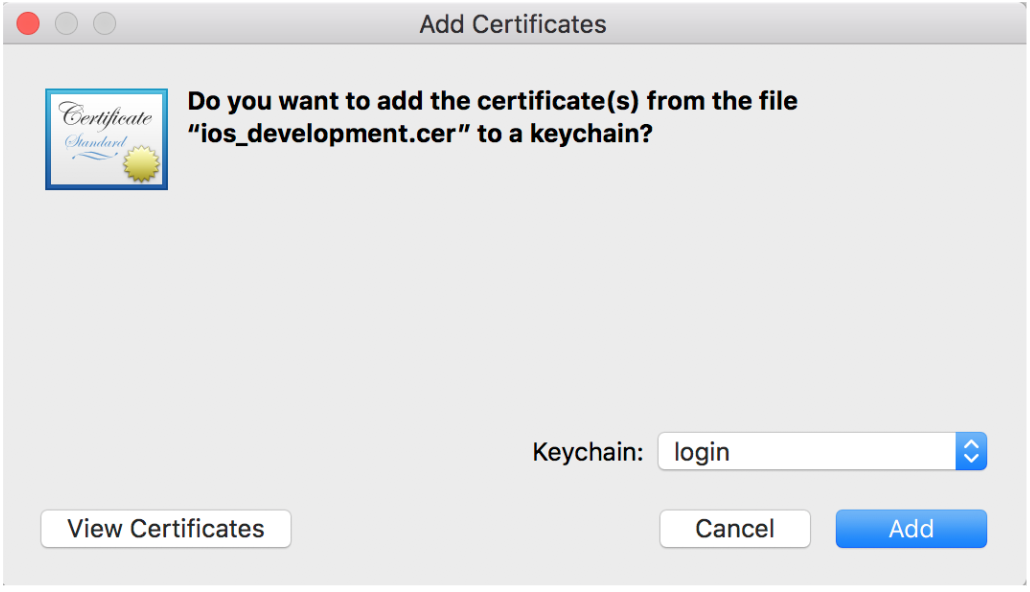 Add Certificates
Certificate
Standard
Do you want to add the certificate(s) from the file
“ios_development.cer” to a keychain?
Keychain: login
View Certificates Cancel Add